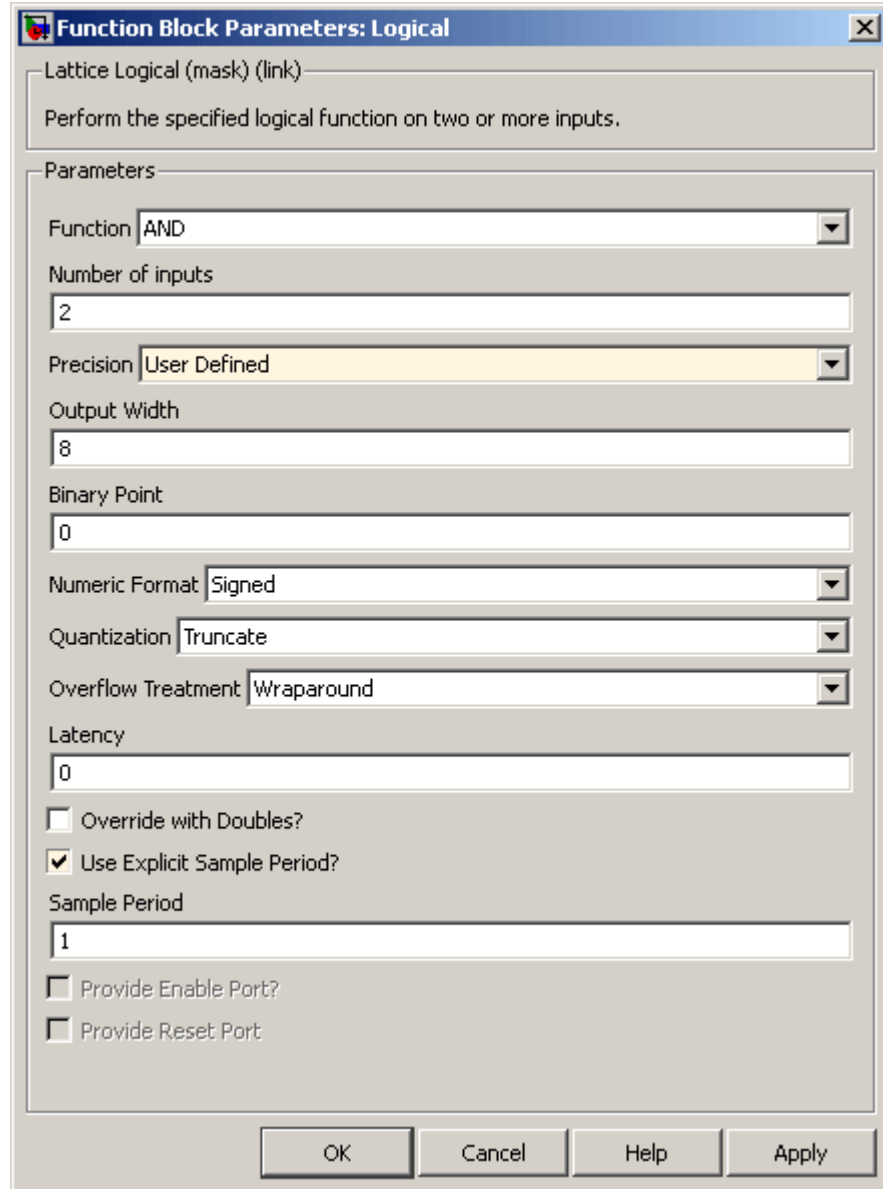 Function Block Parameters: Logical
Lattice Logical (mask) (link)
Perform the specified logical function on two or more inputs.
Parameters
Function AND
Number of inputs
2
Precision User Defined
Output Width
8
Binary Point
0
Numeric Format Signed
Quantization Truncate
Overflow Treatment Wraparound
Latency
0
Override with Doubles?
Use Explicit Sample Period?
Sample Period
1
Provide Enable Port?
Provide Reset Port
OK Cancel Help Apply